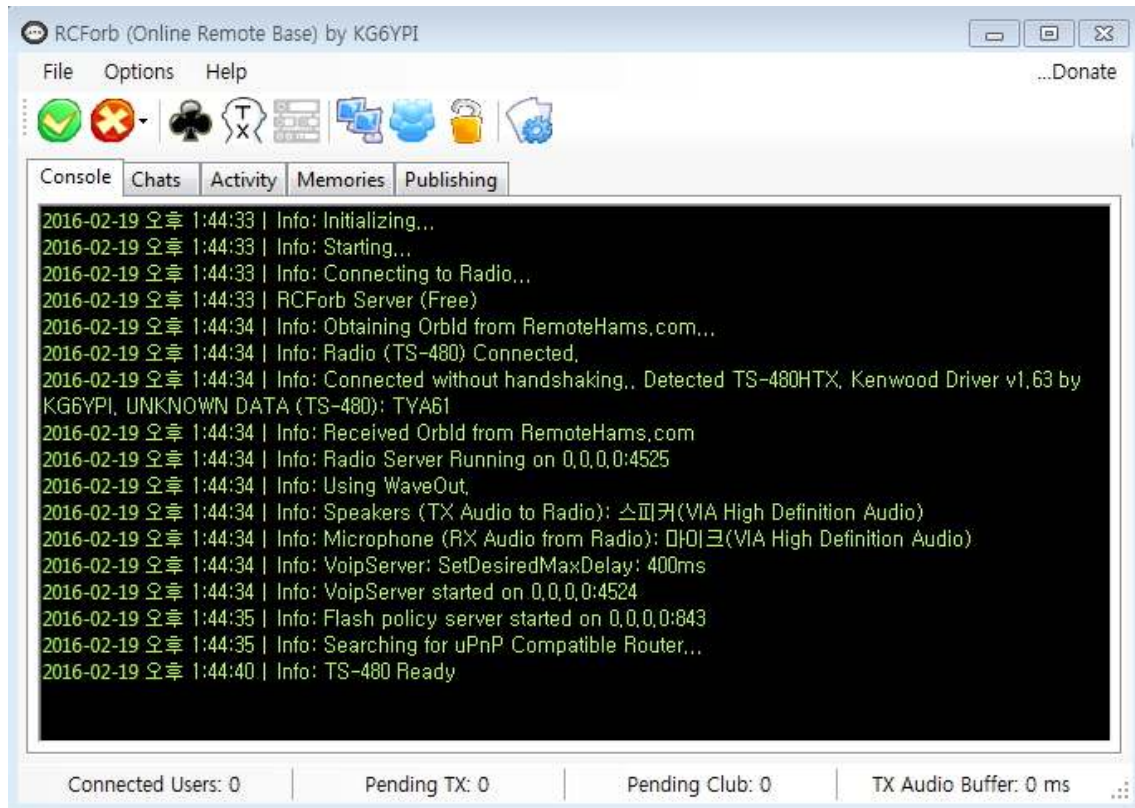 RCForb (Online Remote Base) by KG6YPI
File Options Help ...Donate
TX
Console Chats Activity Memories Publishing
2016-02-19 오후 1:44:33 | Info: Initializing...
2016-02-19 오후 1:44:33 | Info: Starting...
2016-02-19 오후 1:44:33 | Info: Connecting to Radio...
2016-02-19 오후 1:44:33 | RCForb Server (Free)
2016-02-19 오후 1:44:34 | Info: Obtaining OrbId from RemoteHams.com...
2016-02-19 오후 1:44:34 | Info: Radio (TS-480) Connected.
2016-02-19 오후 1:44:34 | Info: Connected without handshaking.. Detected TS-480HTX, Kenwood Driver v1.63 by
KG6YPI, UNKNOWN DATA (TS-480): TYA61
2016-02-19 오후 1:44:34 | Info: Received OrbId from RemoteHams.com
2016-02-19 오후 1:44:34 | Info: Radio Server Running on 0.0.0.0:4525
2016-02-19 오후 1:44:34 | Info: Using WaveOut.
2016-02-19 오후 1:44:34 | Info: Speakers (TX Audio to Radio): 스피커(VIA High Definition Audio)
2016-02-19 오후 1:44:34 | Info: Microphone (RX Audio from Radio): 마이크(VIA High Definition Audio)
2016-02-19 오후 1:44:34 | Info: VoipServer: SetDesiredMaxDelay: 400ms
2016-02-19 오후 1:44:34 | Info: VoipServer started on 0.0.0.0:4524
2016-02-19 오후 1:44:35 | Info: Flash policy server started on 0.0.0.0:843
2016-02-19 오후 1:44:35 | Info: Searching for uPnP Compatible Router...
2016-02-19 오후 1:44:40 | Info: TS-480 Ready
Connected Users: 0 Pending TX: 0 Pending Club: 0 TX Audio Buffer: 0 ms